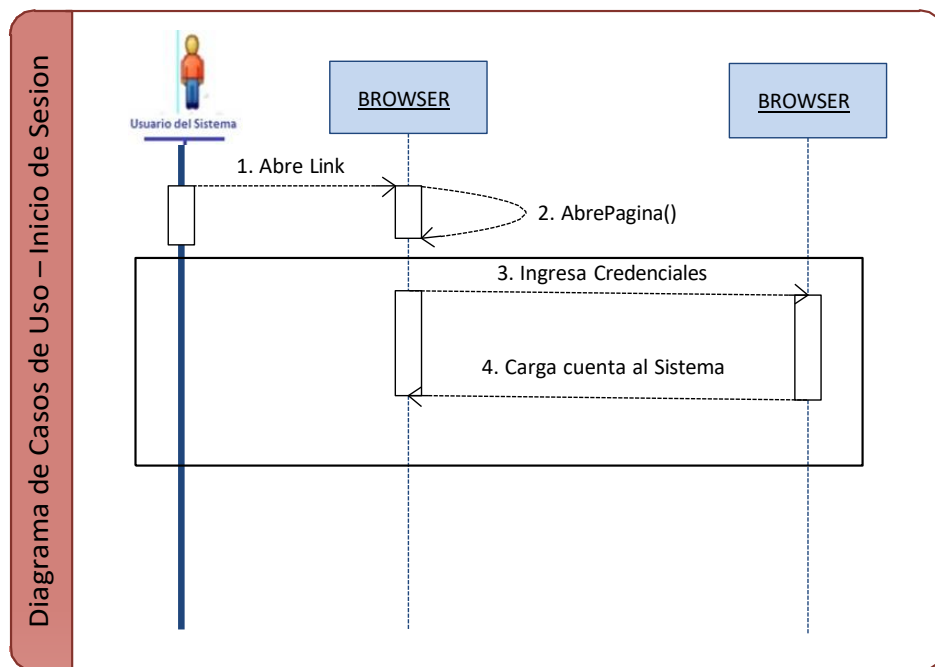 Diagrama de Casos de Uso – Inicio de Sesion
Usuario del Sistema
BROWSER
BROWSER
1. Abre Link
2. AbrePagina()
3. Ingresa Credenciales
4. Carga cuenta al Sistema